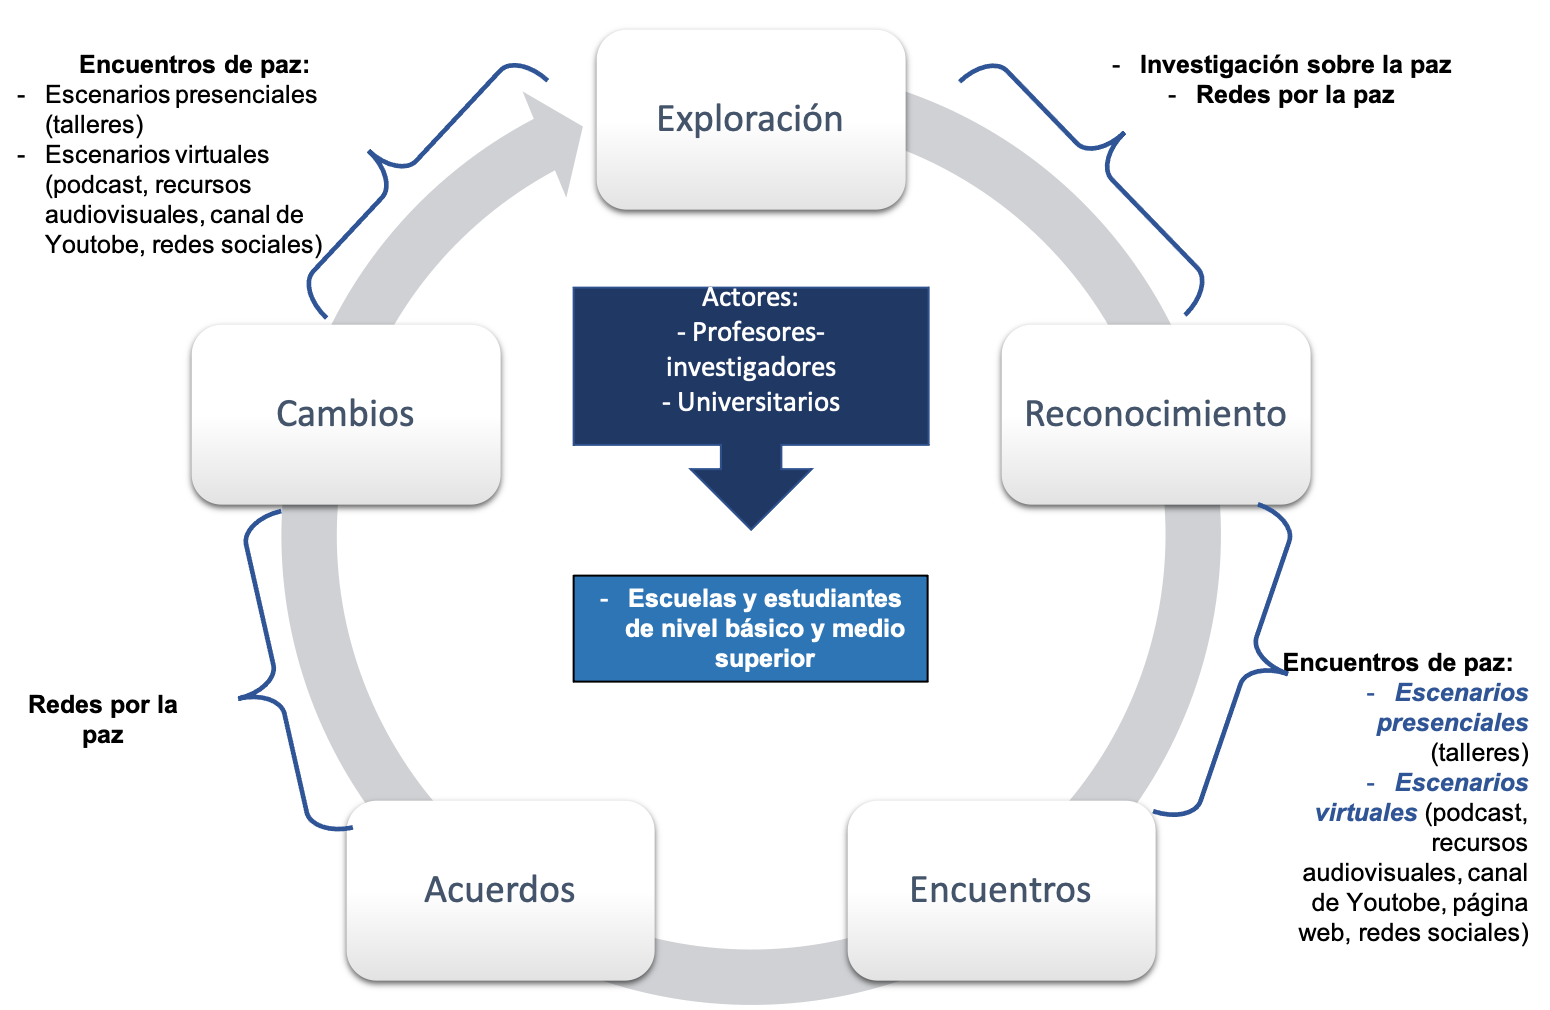 Encuentros de paz:
- Escenarios presenciales
(talleres)
- Escenarios virtuales
(podcast, recursos
audiovisuales, canal de
Youtobe, redes sociales)
Exploración
- Investigación sobre la paz
- Redes por la paz
Actores:
- Profesores-
investigadores
- Universitarios
Cambios
Reconocimiento
- Escuelas y estudiantes
de nivel básico y medio
superior
Redes por la
paz
Encuentros de paz:
- Escenarios
presenciales
(talleres)
- Escenarios
virtuales (podcast,
recursos
audiovisuales, canal
de Youtobe, página
web, redes sociales)
Acuerdos
Encuentros